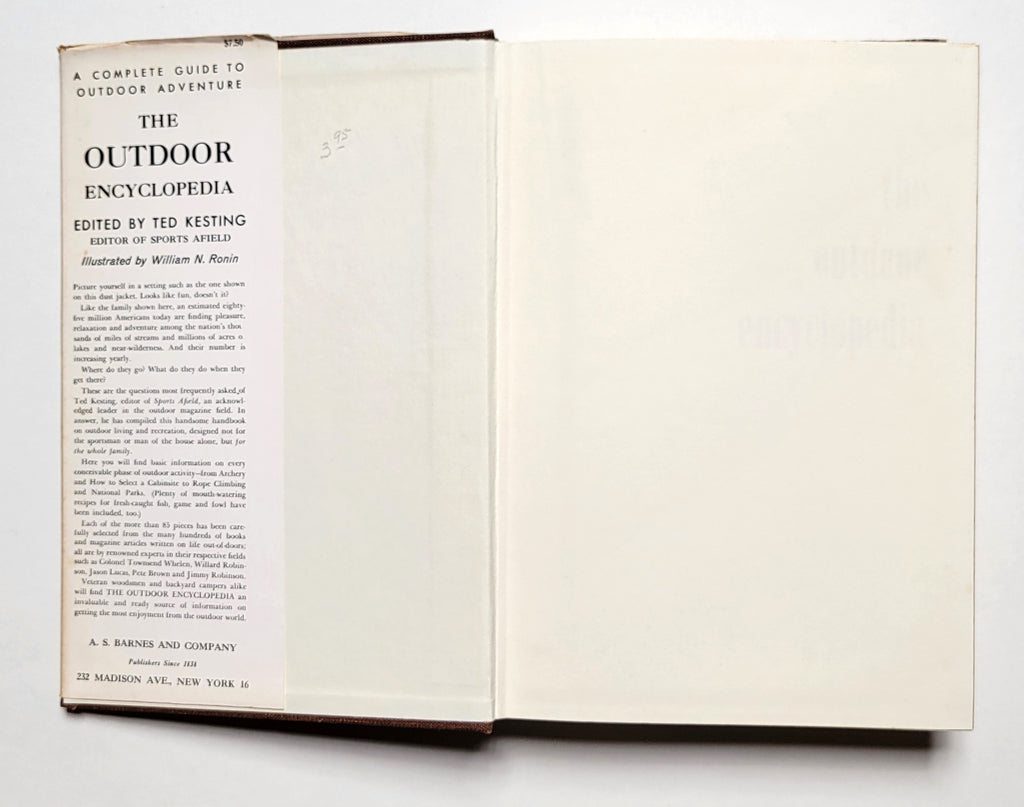 $7.50
A COMPLETE GUIDE TO
OUTDOOR ADVENTURE
THE
OUTDOOR
ENCYCLOPEDIA
EDITED BY TED KESTING
EDITOR OF SPORTS AFIELD
Illustrated by William N. Ronin
Picture yourself in a setting such as the one shown
on this dust jacket. Looks like fun, doesn't it?
Like the family shown here, an estimated eighty-
five million Americans today are finding pleasure,
relaxation and adventure among the nation's thou
sands of miles of streams and millions of acres o
lakes and near-wilderness. And their number is
increasing yearly.
Where do they go? What do they do when they
get there?
These are the questions most frequently asked of
Ted Kesting, editor of Sports Afield, an acknowl-
edged leader in the outdoor magazine field. In
answer, he has compiled this handsome handbook
on outdoor living and recreation, designed not for
the sportsman or man of the house alone, but for
the whole family.
Here you will find basic information on every
conceivable phase of outdoor activity—from Archery
and How to Select a Cabinsite to Rope Climbing
and National Parks. (Plenty of mouth-watering
recipes for fresh-caught fish, game and fowl have
been included, too.)
Each of the more than 85 pieces has been care-
fully selected from the many hundreds of books
and magazine articles written on life out-of-doors;
all are by renowned experts in their respective fields
such as Colonel Townsend Whelen, Willard Robin-
son, Jason Lucas, Pete Brown and Jimmy Robinson.
Veteran woodsmen and backyard campers alike
will find THE OUTDOOR ENCYCLOPEDIA an
invaluable and ready source of information on
getting the most enjoyment from the outdoor world.
A. S. BARNES AND COMPANY
Publishers Since 1838
232 MADISON AVE., NEW YORK 16
3 95